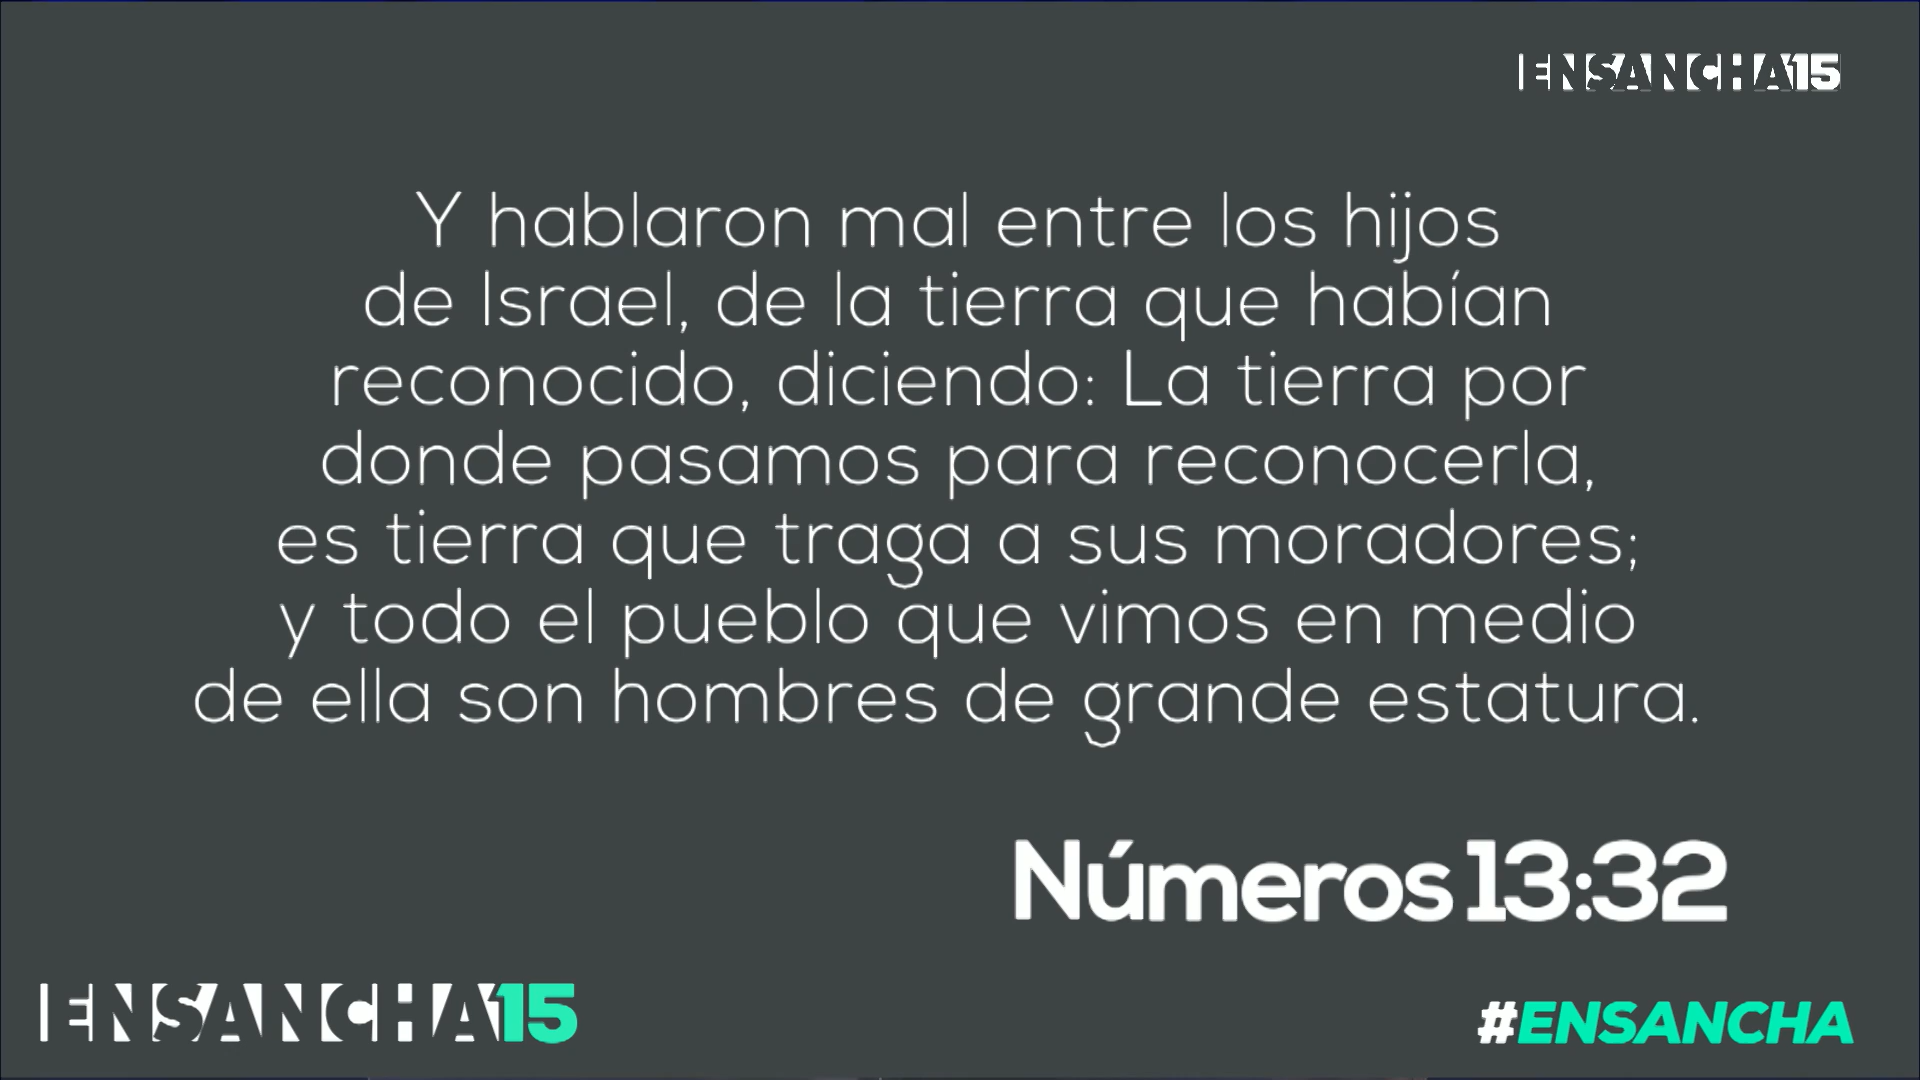 ENSANCHA15
Y hablaron mal entre los hijos
de Israel, de la tierra que habían
reconocido, diciendo: La tierra por
donde pasamos para reconocerla,
es tierra que traga a sus moradores;
y todo el pueblo que vimos en medio
de ella son hombres de grande estatura.
Números 13:32
ENSANCHA15
#ENSANCHA